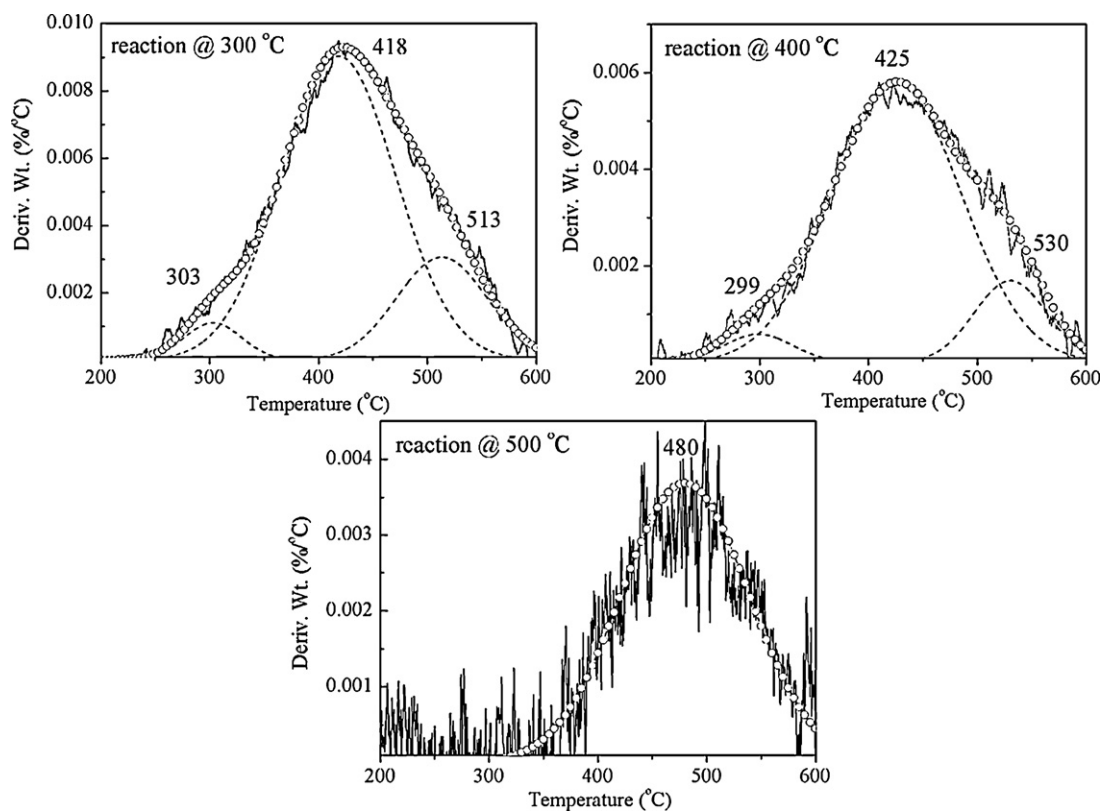 reaction @ 300 °C
418
513
303
0.010
0.008
0.006
0.004
0.002
Deriv. Wt. (%/°C)
200 300 400 500 600
Temperature (°C)
reaction @ 400 °C
425
530
299
0.006
0.004
0.002
Deriv. Wt. (%/°C)
200 300 400 500 600
Temperature (°C)
reaction @ 500 °C
480
0.004
0.003
0.002
0.001
Deriv. Wt. (%/°C)
200 300 400 500 600
Temperature (°C)